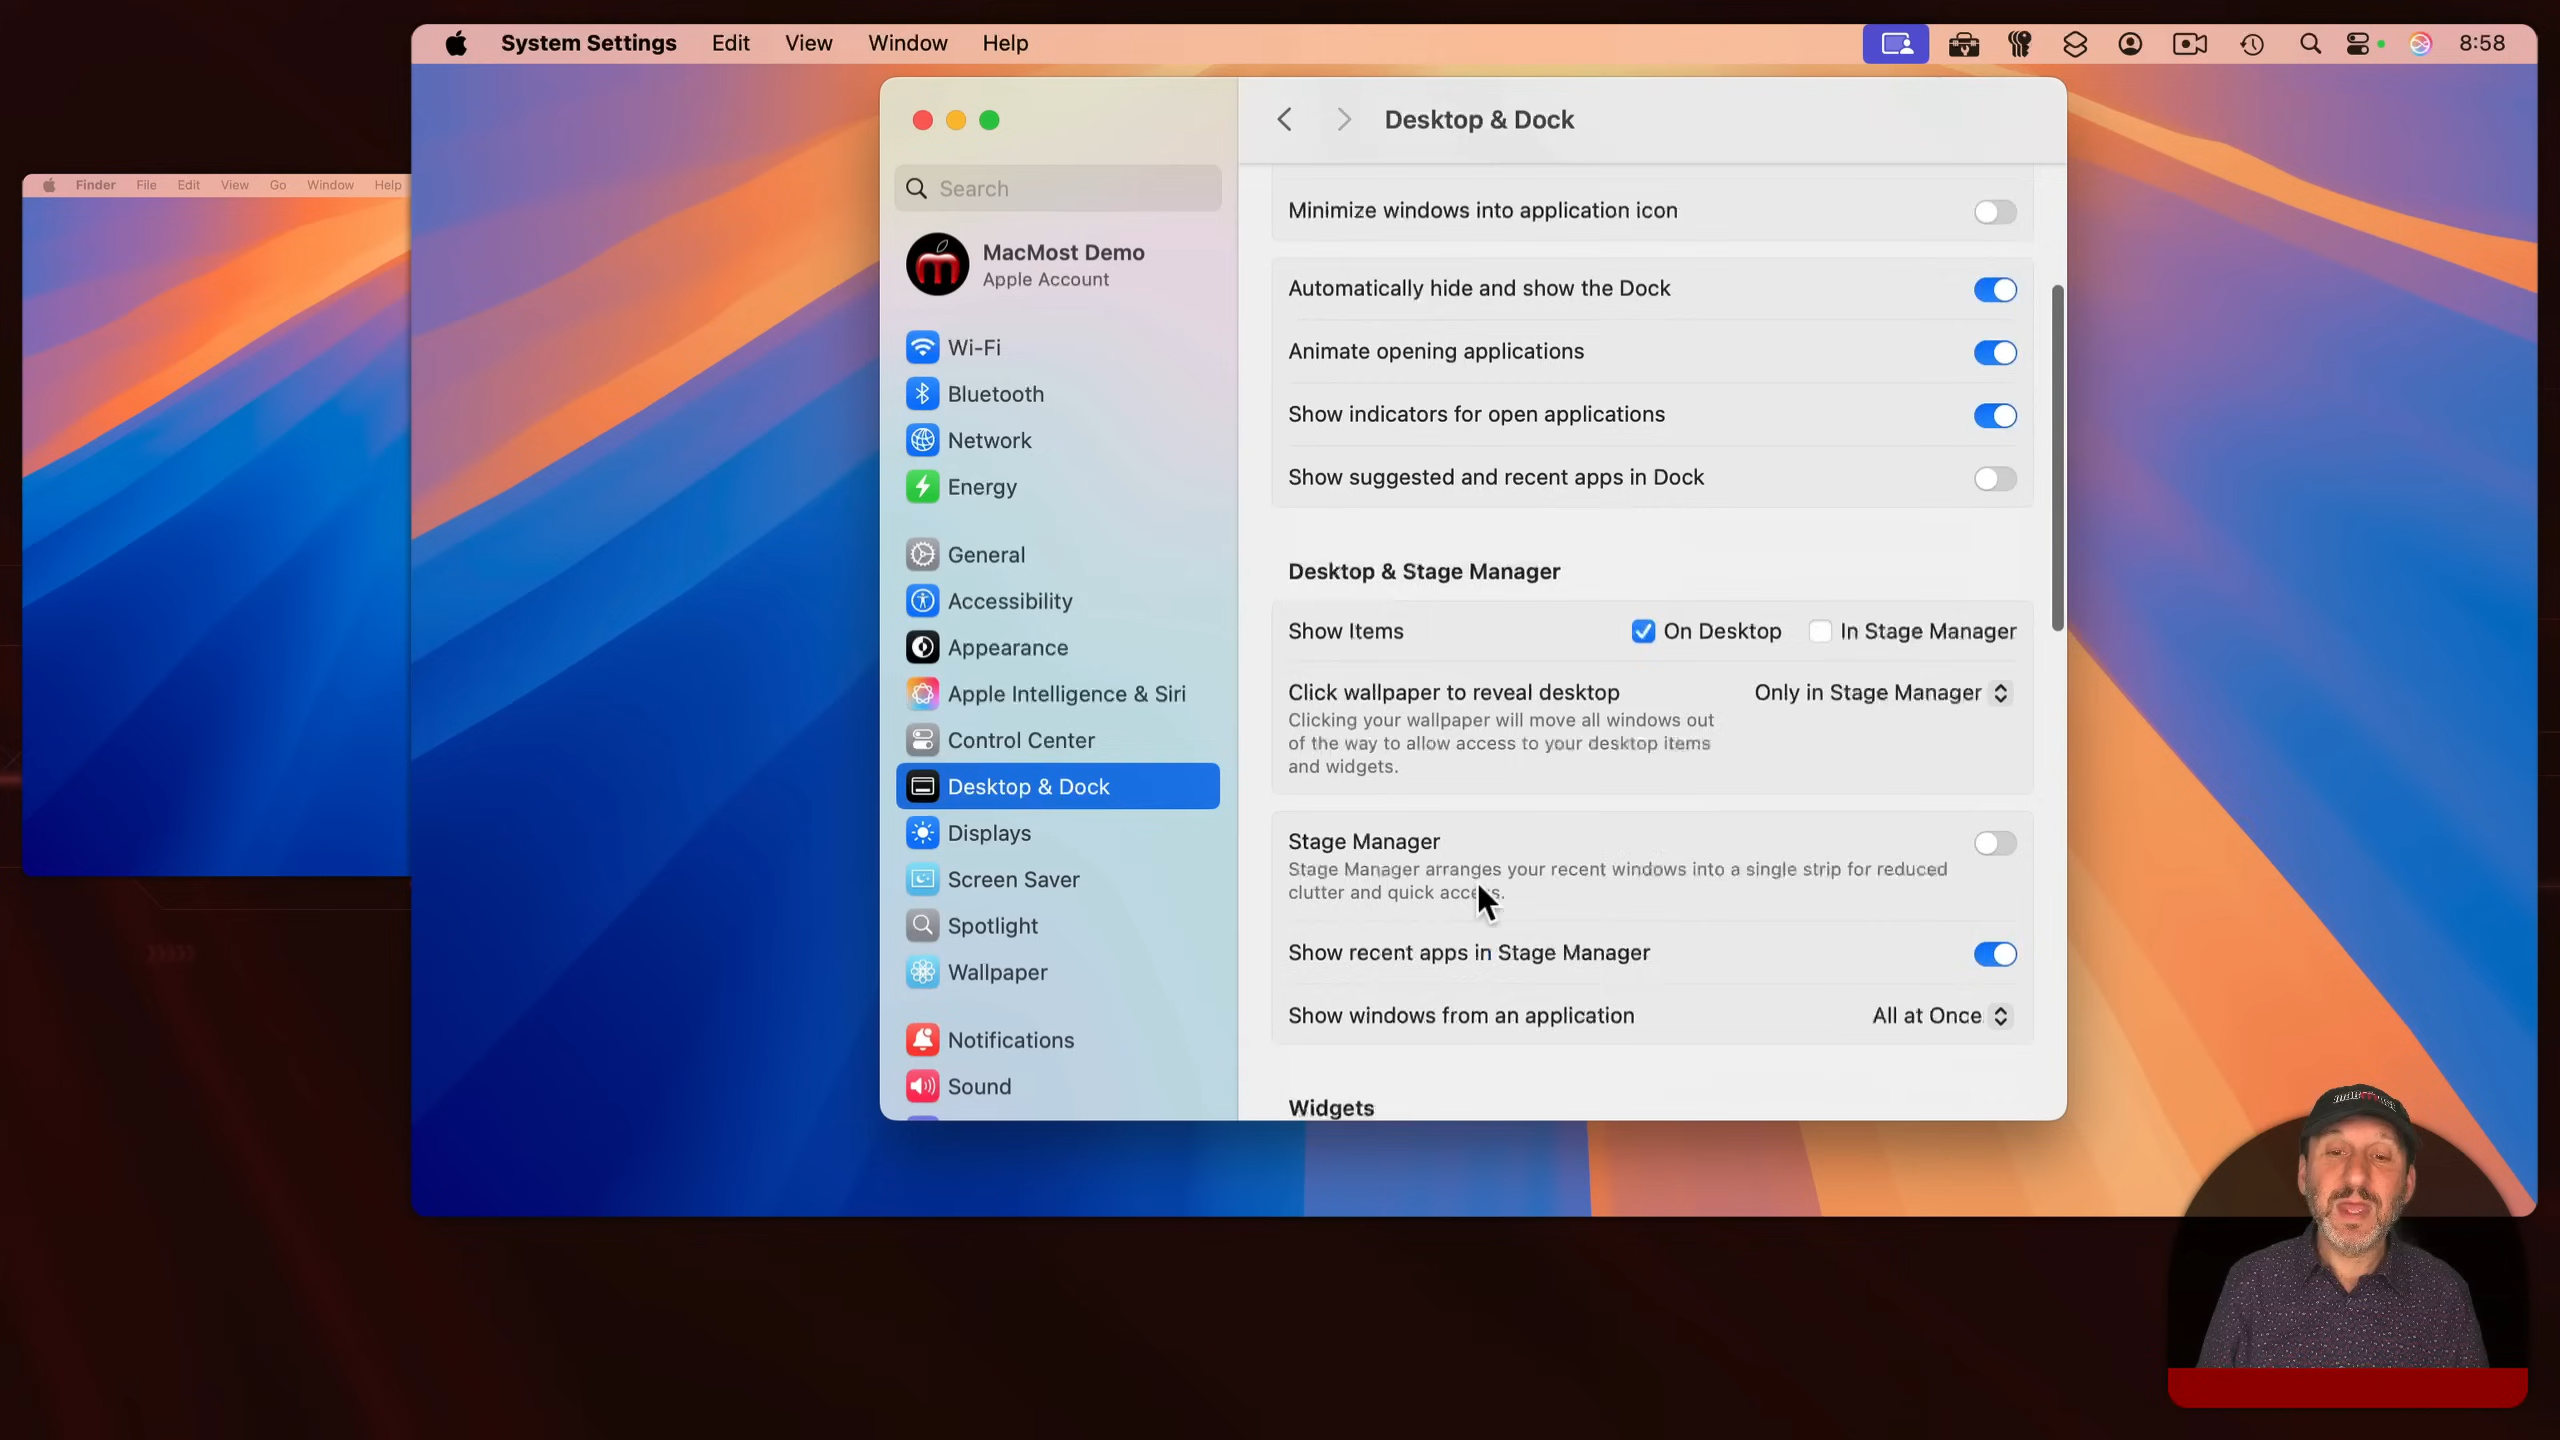 System Settings Edit View Window Help 8:58
Finder File Edit View Go Window Help
Search
MacMost Demo
Apple Account
Wi-Fi
Bluetooth
Network
Energy
General
Accessibility
Appearance
Apple Intelligence & Siri
Control Center
Desktop & Dock
Displays
Screen Saver
Spotlight
Wallpaper
Notifications
Sound
Desktop & Dock
Minimize windows into application icon
Automatically hide and show the Dock
Animate opening applications
Show indicators for open applications
Show suggested and recent apps in Dock
Desktop & Stage Manager
Show Items On Desktop In Stage Manager
Click wallpaper to reveal desktop Only in Stage Manager
Clicking your wallpaper will move all windows out
of the way to allow access to your desktop items
and widgets.
Stage Manager
Stage Manager arranges your recent windows into a single strip for reduced
clutter and quick access.
Show recent apps in Stage Manager
Show windows from an application All at Once
Widgets